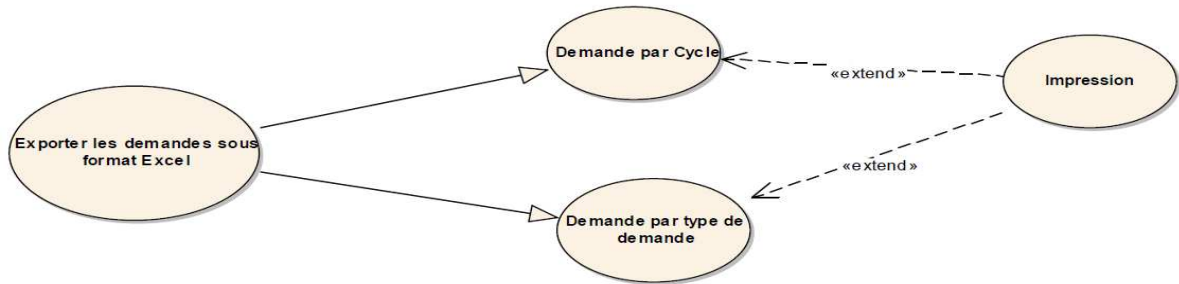 Demande par Cycle
«extend»
Impression
Exporter les demandes sous
format Excel
«extend»
Demande par type de
demande